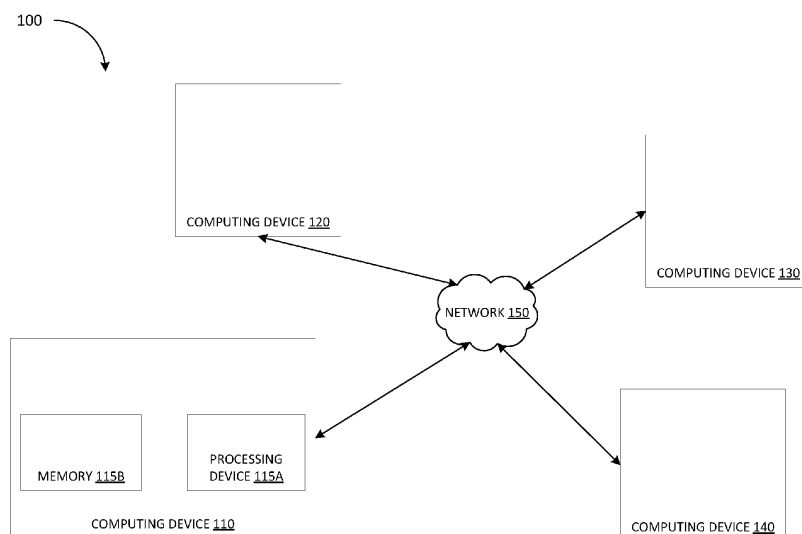 100
COMPUTING DEVICE 120
COMPUTING DEVICE 130
NETWORK 150
MEMORY 115B
PROCESSING
DEVICE 115A
COMPUTING DEVICE 110
COMPUTING DEVICE 140